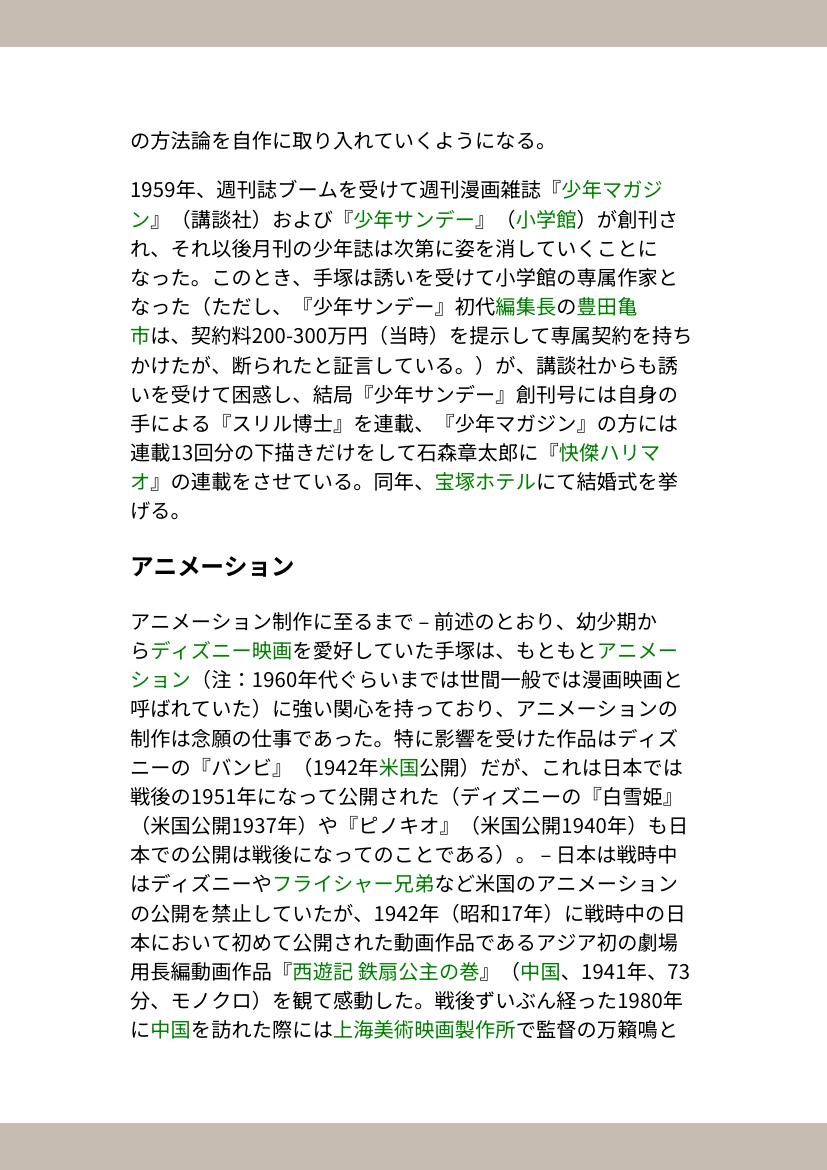 の方法論を自作に取り入れていくようになる。
1959年、週刊誌ブームを受けて週刊漫画雑誌『少年マガジ
ン』（講談社）および『少年サンデー』（小学館）が創刊さ
れ、それ以後月刊の少年誌は次第に姿を消していくことに
なった。このとき、手塚は誘いを受けて小学館の専属作家と
なった（ただし、『少年サンデー』初代編集長の豊田亀
市は、契約料200-300万円（当時）を提示して専属契約を持ち
かけたが、断られたと証言している。）が、講談社からも誘
いを受けて困惑し、結局『少年サンデー』創刊号には自身の
手による『スリル博士』を連載、『少年マガジン』の方には
連載13回分の下描きだけをして石森章太郎に『快傑ハリマ
オ』の連載をさせている。同年、宝塚ホテルにて結婚式を挙
げる。
アニメーション
アニメーション制作に至るまで – 前述のとおり、幼少期か
らディズニー映画を愛好していた手塚は、もともとアニメー
ション（注：1960年代ぐらいまでは世間一般では漫画映画と
呼ばれていた）に強い関心を持っており、アニメーションの
制作は念願の仕事であった。特に影響を受けた作品はディズ
ニーの『バンビ』（1942年米国公開）だが、これは日本では
戦後の1951年になって公開された（ディズニーの『白雪姫』
（米国公開1937年）や『ピノキオ』（米国公開1940年）も日
本での公開は戦後になってのことである）。 – 日本は戦時中
はディズニーやフライシャー兄弟など米国のアニメーション
の公開を禁止していたが、1942年（昭和17年）に戦時中の日
本において初めて公開された動画作品であるアジア初の劇場
用長編動画作品『西遊記 鉄扇公主の巻』（中国、1941年、73
分、モノクロ）を観て感動した。戦後ずいぶん経った1980年
に中国を訪れた際には上海美術映画製作所で監督の万籟鳴と